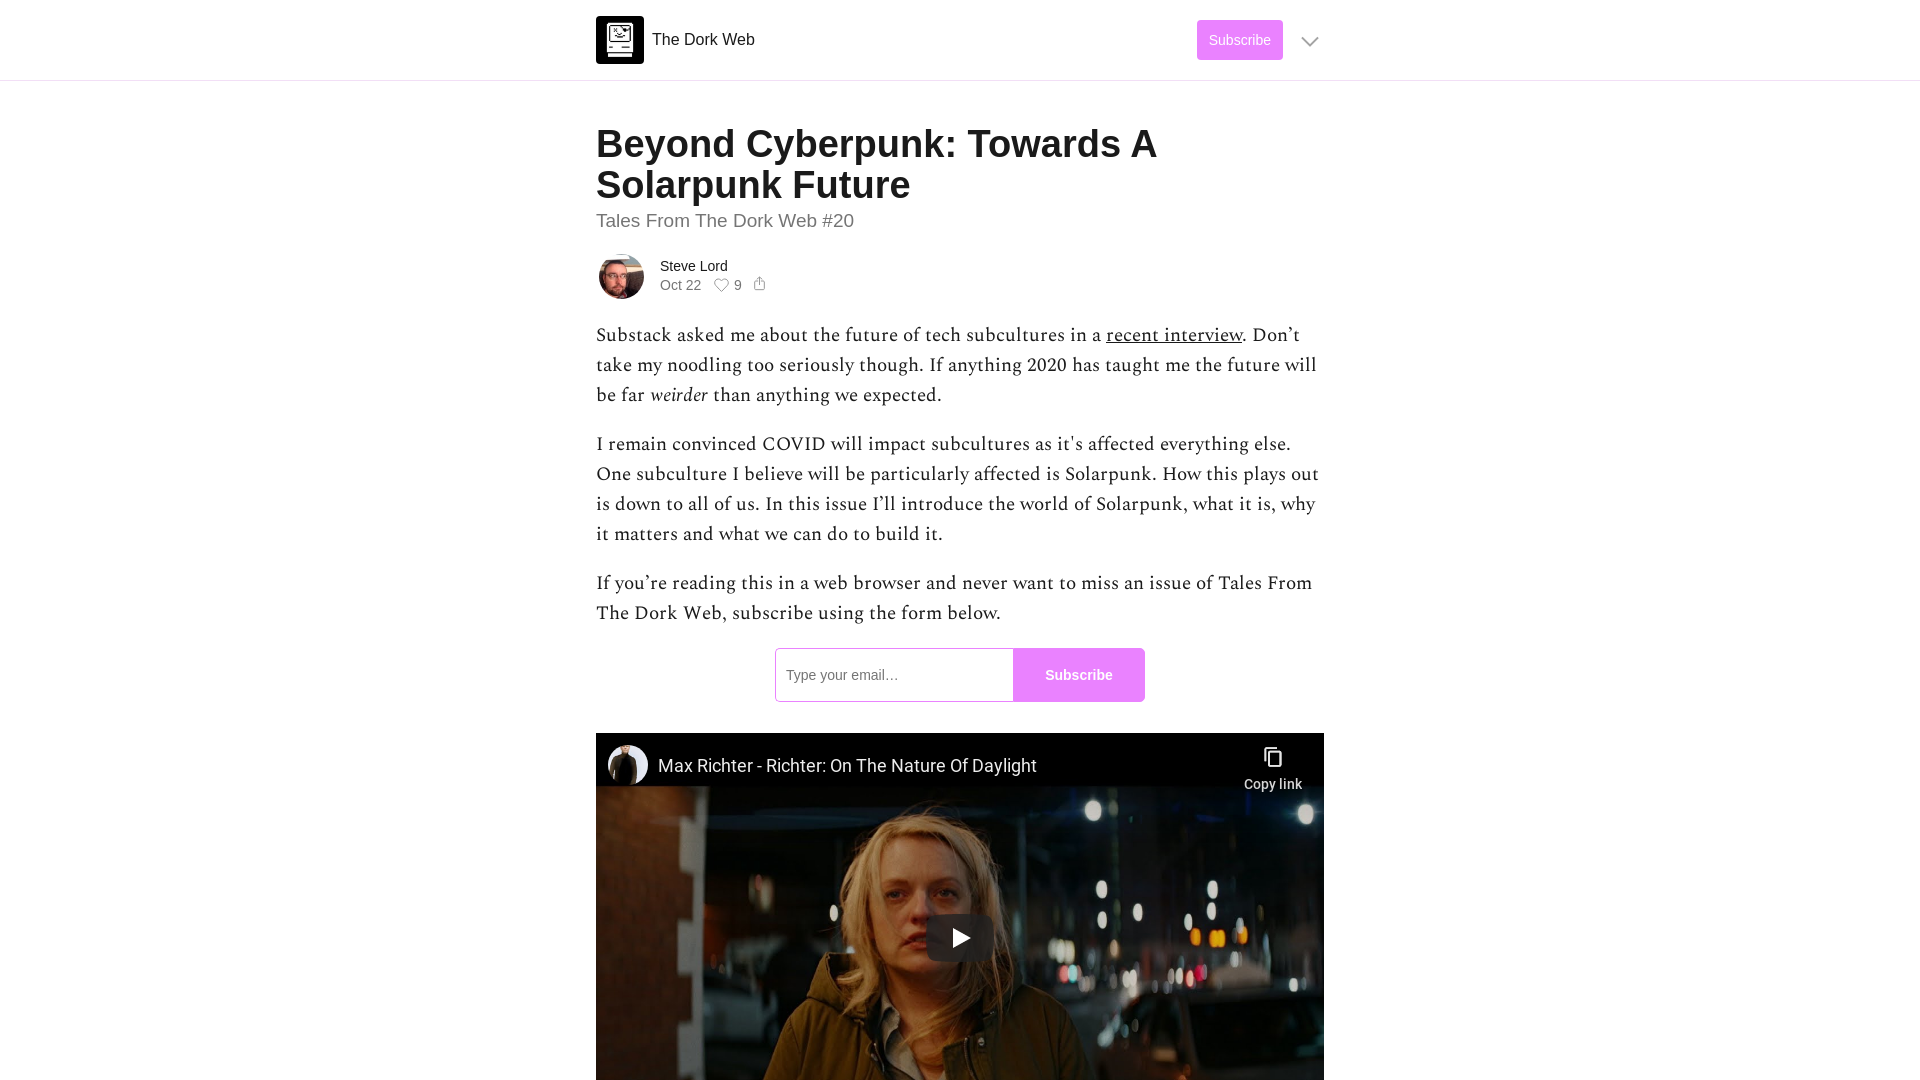 The Dork Web
Subscribe
Beyond Cyberpunk: Towards A
Solarpunk Future
Tales From The Dork Web #20
Steve Lord
Oct 22 9
Substack asked me about the future of tech subcultures in a recent interview. Don’t
take my noodling too seriously though. If anything 2020 has taught me the future will
be far weirder than anything we expected.
I remain convinced COVID will impact subcultures as it's affected everything else.
One subculture I believe will be particularly affected is Solarpunk. How this plays out
is down to all of us. In this issue I’ll introduce the world of Solarpunk, what it is, why
it matters and what we can do to build it.
If you’re reading this in a web browser and never want to miss an issue of Tales From
The Dork Web, subscribe using the form below.
Type your email…
Subscribe
Max Richter - Richter: On The Nature Of Daylight
Copy link